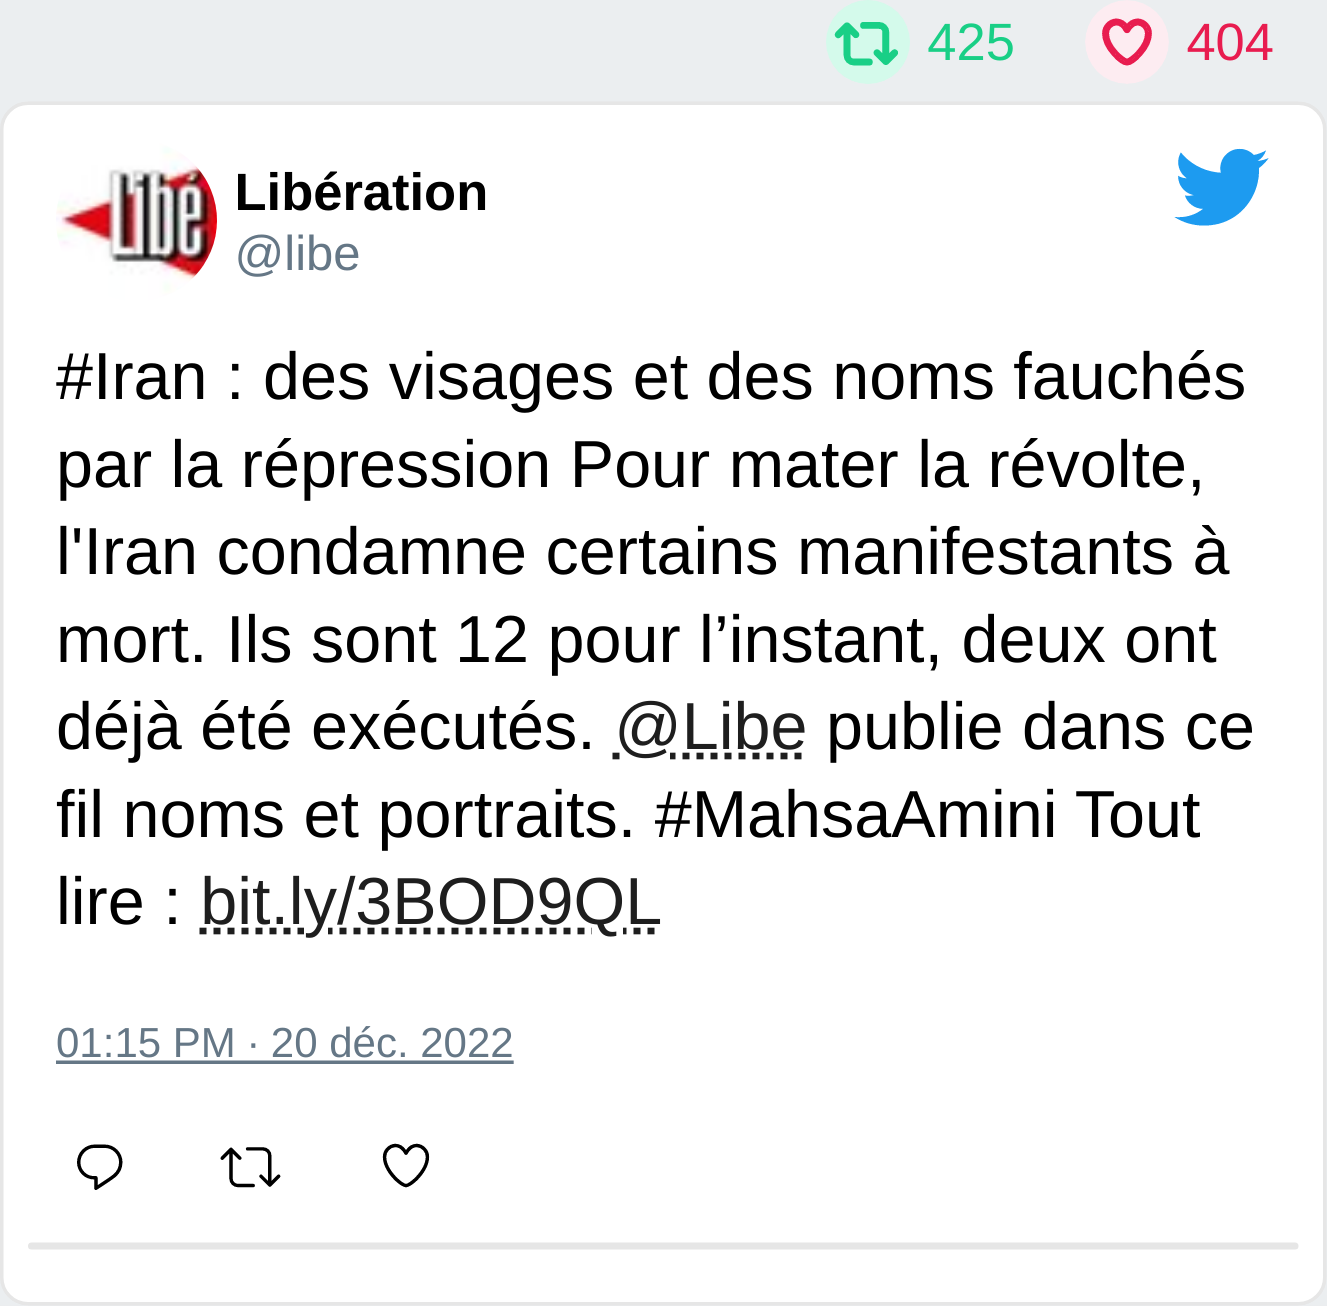 425 404
Libé
Libération
@libe
#Iran : des visages et des noms fauchés
par la répression Pour mater la révolte,
l'Iran condamne certains manifestants à
mort. Ils sont 12 pour l’instant, deux ont
déjà été exécutés. @Libe publie dans ce
fil noms et portraits. #MahsaAmini Tout
lire : bit.ly/3BOD9QL
01:15 PM · 20 déc. 2022